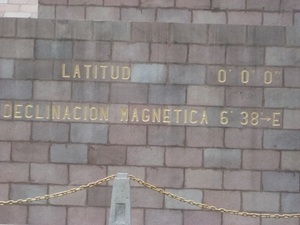 LATITUD 0° 0' 0"
DECLINACION MAGNETICA 6° 38'-E